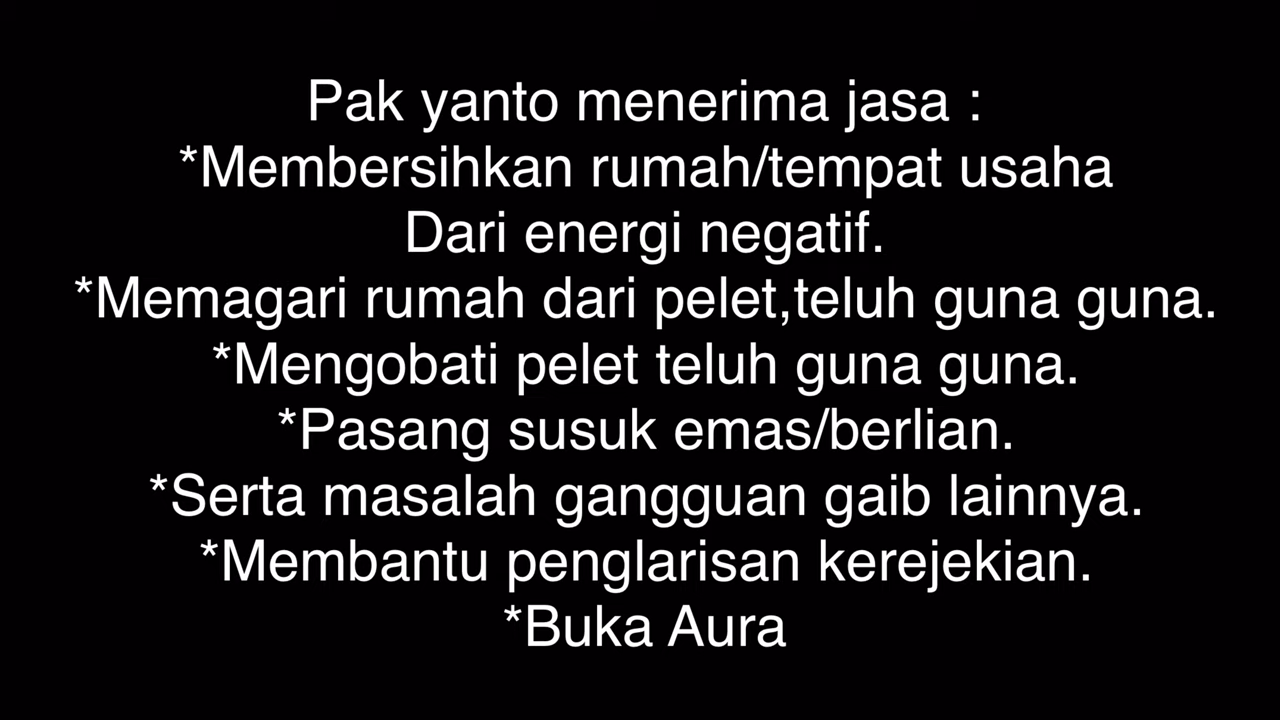 Pak yanto menerima jasa :
*Membersihkan rumah/tempat usaha
Dari energi negatif.
*Memagari rumah dari pelet,teluh guna guna.
*Mengobati pelet teluh guna guna.
*Pasang susuk emas/berlian.
*Serta masalah gangguan gaib lainnya.
*Membantu penglarisan kerejekian.
*Buka Aura